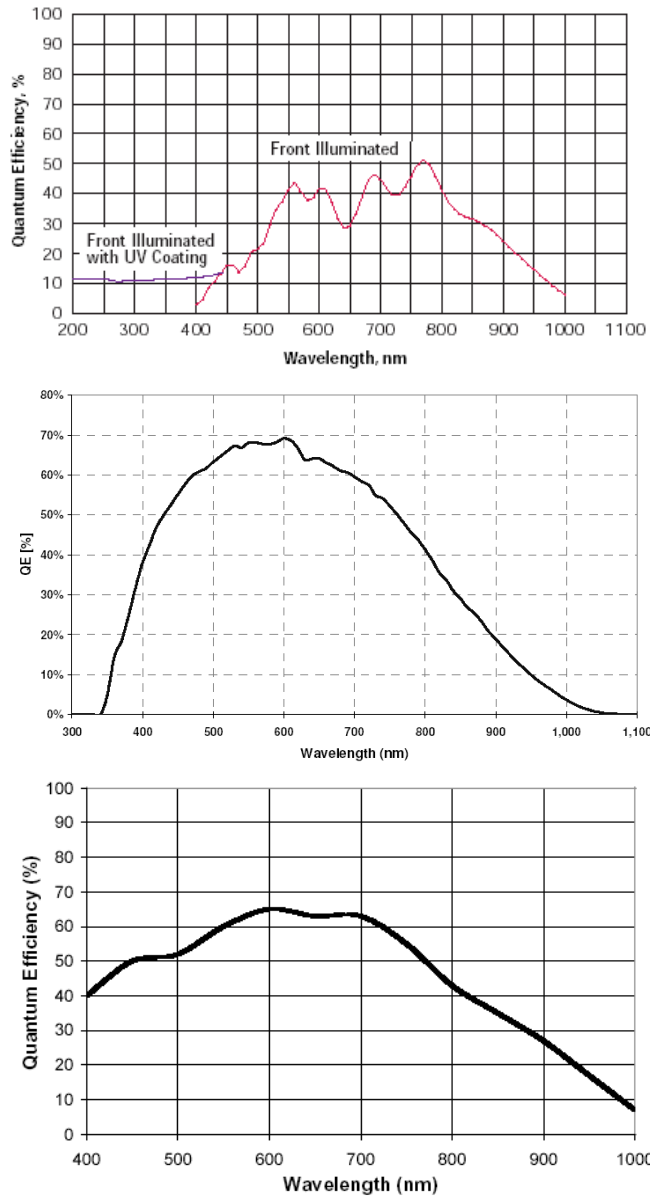 Quantum Efficiency, %
100
90
80
70
60
50
40
30
20
10
0
Front Illuminated
Front Illuminated
with UV Coating
200 300 400 500 600 700 800 900 1000 1100
Wavelength, nm
QE [%]
80%
70%
60%
50%
40%
30%
20%
10%
0%
300 400 500 600 700 800 900 1,000 1,100
Wavelength (nm)
Quantum Efficiency (%)
100
90
80
70
60
50
40
30
20
10
0
400 500 600 700 800 900 1000
Wavelength (nm)